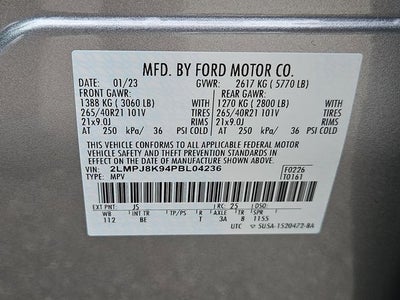 MFD. BY FORD MOTOR CO.
DATE: 01/23 GVWR: 2617 KG ( 5770 LB)
FRONT GAWR: REAR GAWR:
1388 KG ( 3060 LB) WITH 1270 KG ( 2800 LB) WITH
265/40R21 101V TIRES 265/40R21 101V TIRES
21x9.0J RIMS 21x9.0J RIMS
AT 250 kPa/ 36 PSI COLD AT 250 kPa/ 36 PSI COLD
THIS VEHICLE CONFORMS TO ALL APPLICABLE FEDERAL MOTOR
VEHICLE SAFETY AND THEFT PREVENTION STANDARDS IN EFFECT ON
THE DATE OF MANUFACTURE SHOWN ABOVE.
VIN: 2LMPJ8K94PBL04236 F0226
TYPE: MPV T0161
EXT PNT: JS RC: 25 DSO:
WB INT TR TP/PS R AXLE TR SPR
112 BE T 3A 8 1155
UTC 5USA-1520472-BA